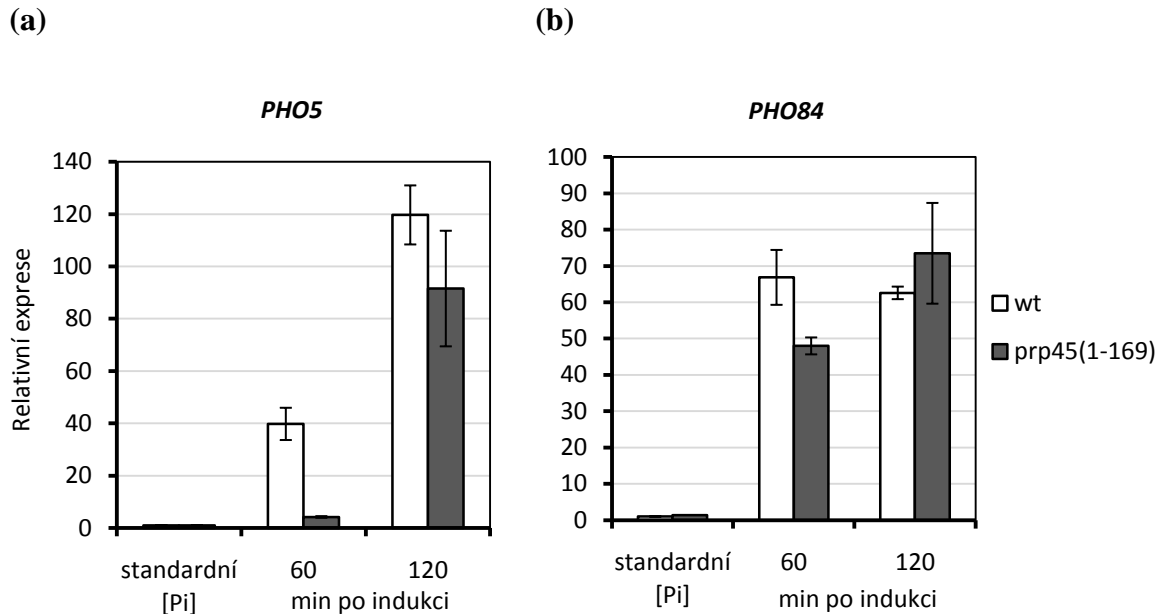 (a)
(b)
PHO5
PHO84
Relativní exprese
140
120
100
80
60
40
20
0
standardní [Pi]
60
120
min po indukci
100
90
80
70
60
50
40
30
20
10
0
standardní [Pi]
60
120
min po indukci
wt
prp45(1-169)